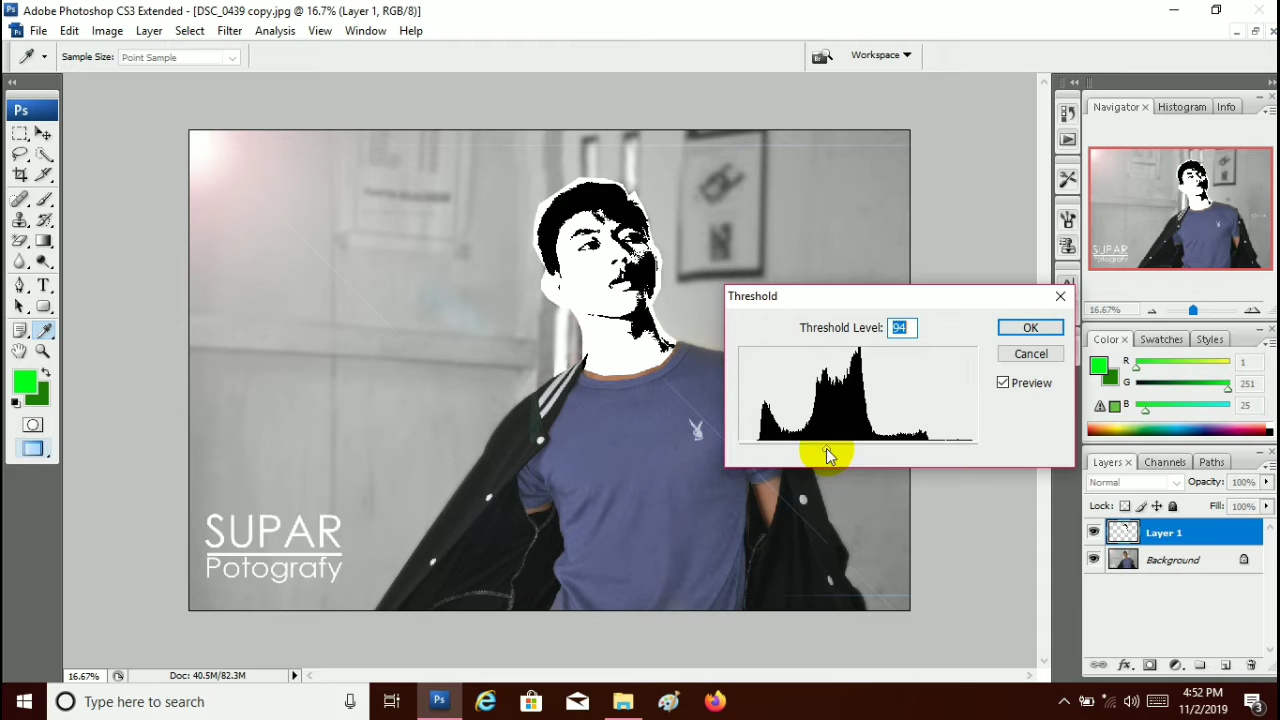 Adobe Photoshop CS3 Extended - [DSC_0439 copy.jpg @ 16.7% (Layer 1, RGB/8)]
File Edit Image Layer Select Filter Analysis View Window Help
Sample Size: Point Sample
Workspace
Ps
Navigator Histogram Info
SUPAR
16.67%
Color Swatches Styles
R 1
G 251
B 25
Layers Channels Paths
Normal Opacity: 100%
Lock: Fill: 100%
Layer 1
Background
Threshold
Threshold Level: 94
OK
Cancel
Preview
SUPAR
Potografy
16.67% Doc: 40.5M/82.3M
Type here to search
4:52 PM
11/2/2019
3